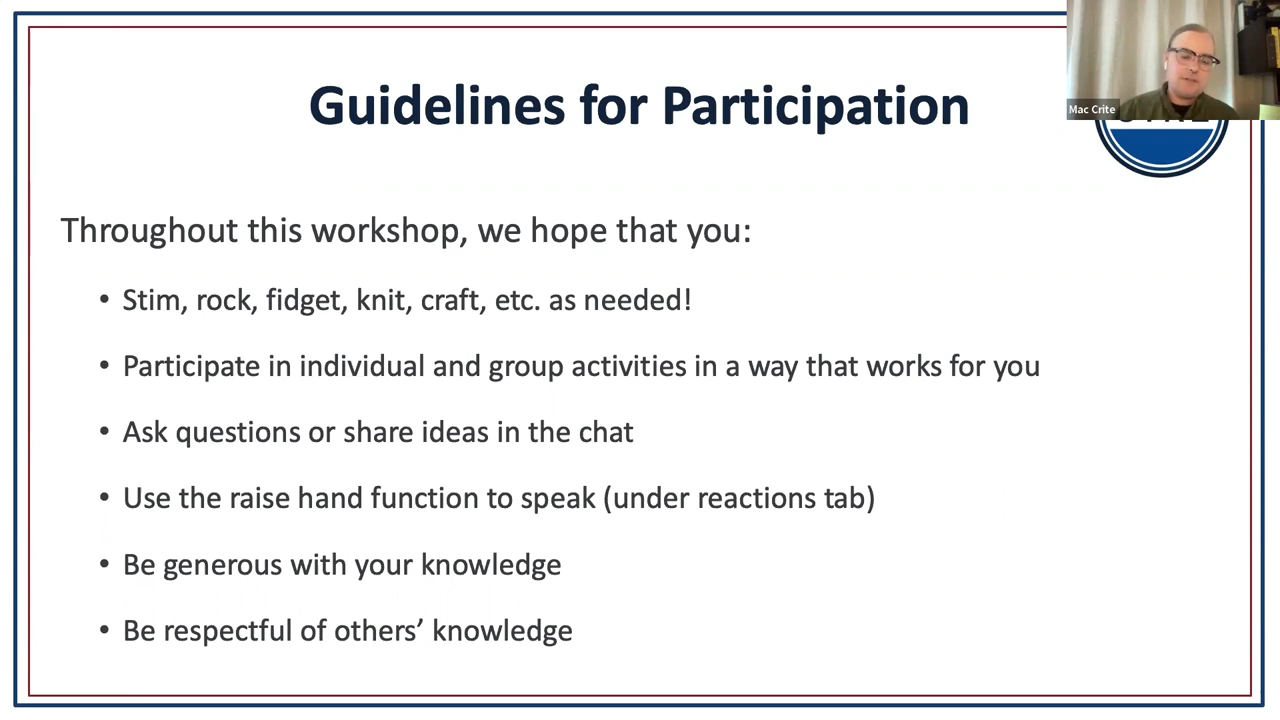 Guidelines for Participation
Mac Crite
Throughout this workshop, we hope that you:
• Stim, rock, fidget, knit, craft, etc. as needed!
• Participate in individual and group activities in a way that works for you
• Ask questions or share ideas in the chat
• Use the raise hand function to speak (under reactions tab)
• Be generous with your knowledge
• Be respectful of others’ knowledge